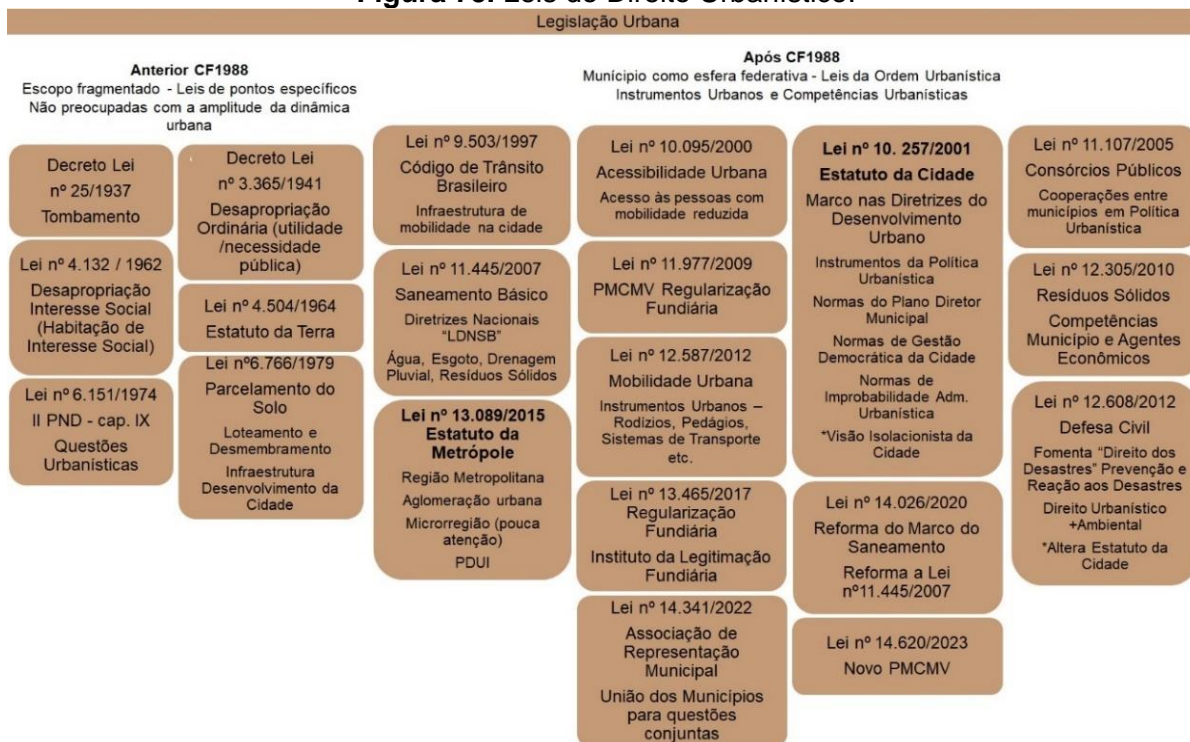 Figura 75. Leis do Direito Urbanístico.
Legislação Urbana
Anterior CF1988
Escopo fragmentado - Leis de pontos específicos
Não preocupadas com a amplitude da dinâmica
urbana
Decreto Lei
nº 25/1937
Tombamento
Lei nº 4.132 / 1962
Desapropriação
Interesse Social
(Habitação de
Interesse Social)
Lei nº 6.151/1974
II PND - cap. IX
Questões
Urbanísticas
Decreto Lei
nº 3.365/1941
Desapropriação
Ordinária (utilidade
/necessidade
pública)
Lei nº 4.504/1964
Estatuto da Terra
Lei nº6.766/1979
Parcelamento do
Solo
Loteamento e
Desmembramento
Infraestrutura
Desenvolvimento da
Cidade
Após CF1988
Munícipio como esfera federativa - Leis da Ordem Urbanística
Instrumentos Urbanos e Competências Urbanísticas
Lei nº 9.503/1997
Código de Trânsito
Brasileiro
Infraestrutura de
mobilidade na cidade
Lei nº 11.445/2007
Saneamento Básico
Diretrizes Nacionais
“LDNSB”
Água, Esgoto, Drenagem
Pluvial, Resíduos Sólidos
Lei nº 13.089/2015
Estatuto da
Metrópole
Região Metropolitana
Aglomeração urbana
Microrregião (pouca
atenção)
PDUI
Lei nº 10.095/2000
Acessibilidade Urbana
Acesso às pessoas com
mobilidade reduzida
Lei nº 11.977/2009
PMCMV Regularização
Fundiária
Lei nº 12.587/2012
Mobilidade Urbana
Instrumentos Urbanos –
Rodízios, Pedágios,
Sistemas de Transporte
etc.
Lei nº 13.465/2017
Regularização
Fundiária
Instituto da Legitimação
Fundiária
Lei nº 14.341/2022
Associação de
Representação
Municipal
União dos Municípios
para questões
conjuntas
Lei nº 10. 257/2001
Estatuto da Cidade
Marco nas Diretrizes do
Desenvolvimento
Urbano
Instrumentos da Política
Urbanística
Normas do Plano Diretor
Municipal
Normas de Gestão
Democrática da Cidade
Normas de
Improbabilidade Adm.
Urbanística
*Visão Isolacionista da
Cidade
Lei nº 14.026/2020
Reforma do Marco do
Saneamento
Reforma a Lei
nº11.445/2007
Lei nº 14.620/2023
Novo PMCMV
Lei nº 11.107/2005
Consórcios Públicos
Cooperações entre
municípios em Política
Urbanística
Lei nº 12.305/2010
Resíduos Sólidos
Competências
Município e Agentes
Econômicos
Lei nº 12.608/2012
Defesa Civil
Fomenta “Direito dos
Desastres” Prevenção e
Reação aos Desastres
Direito Urbanístico
+Ambiental
*Altera Estatuto da
Cidade